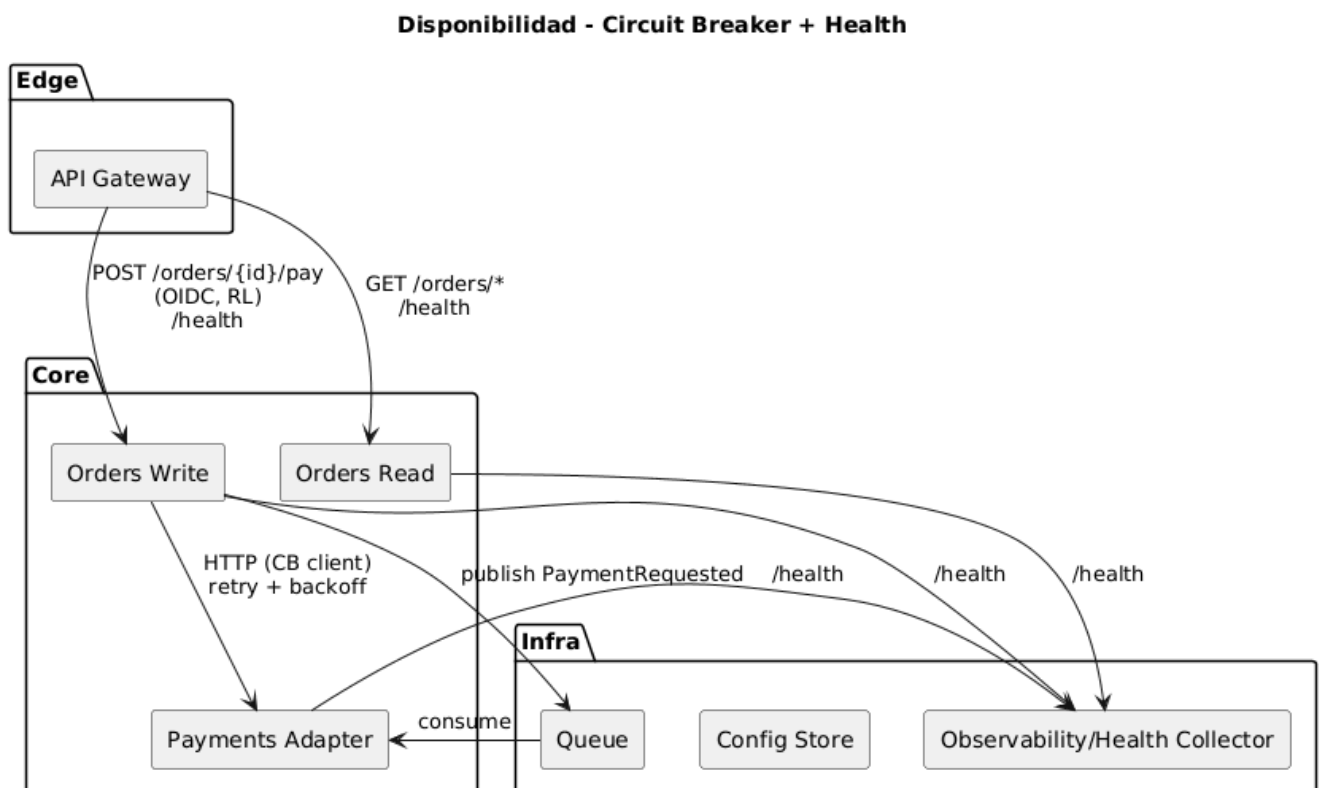 Disponibilidad - Circuit Breaker + Health
Edge
API Gateway
POST /orders/{id}/pay
(OIDC, RL)
/health
GET /orders/*
/health
Core
Orders Write
Orders Read
HTTP (CB client)
retry + backoff
publish PaymentRequested
/health
/health
/health
Infra
consume
Payments Adapter
Queue
Config Store
Observability/Health Collector